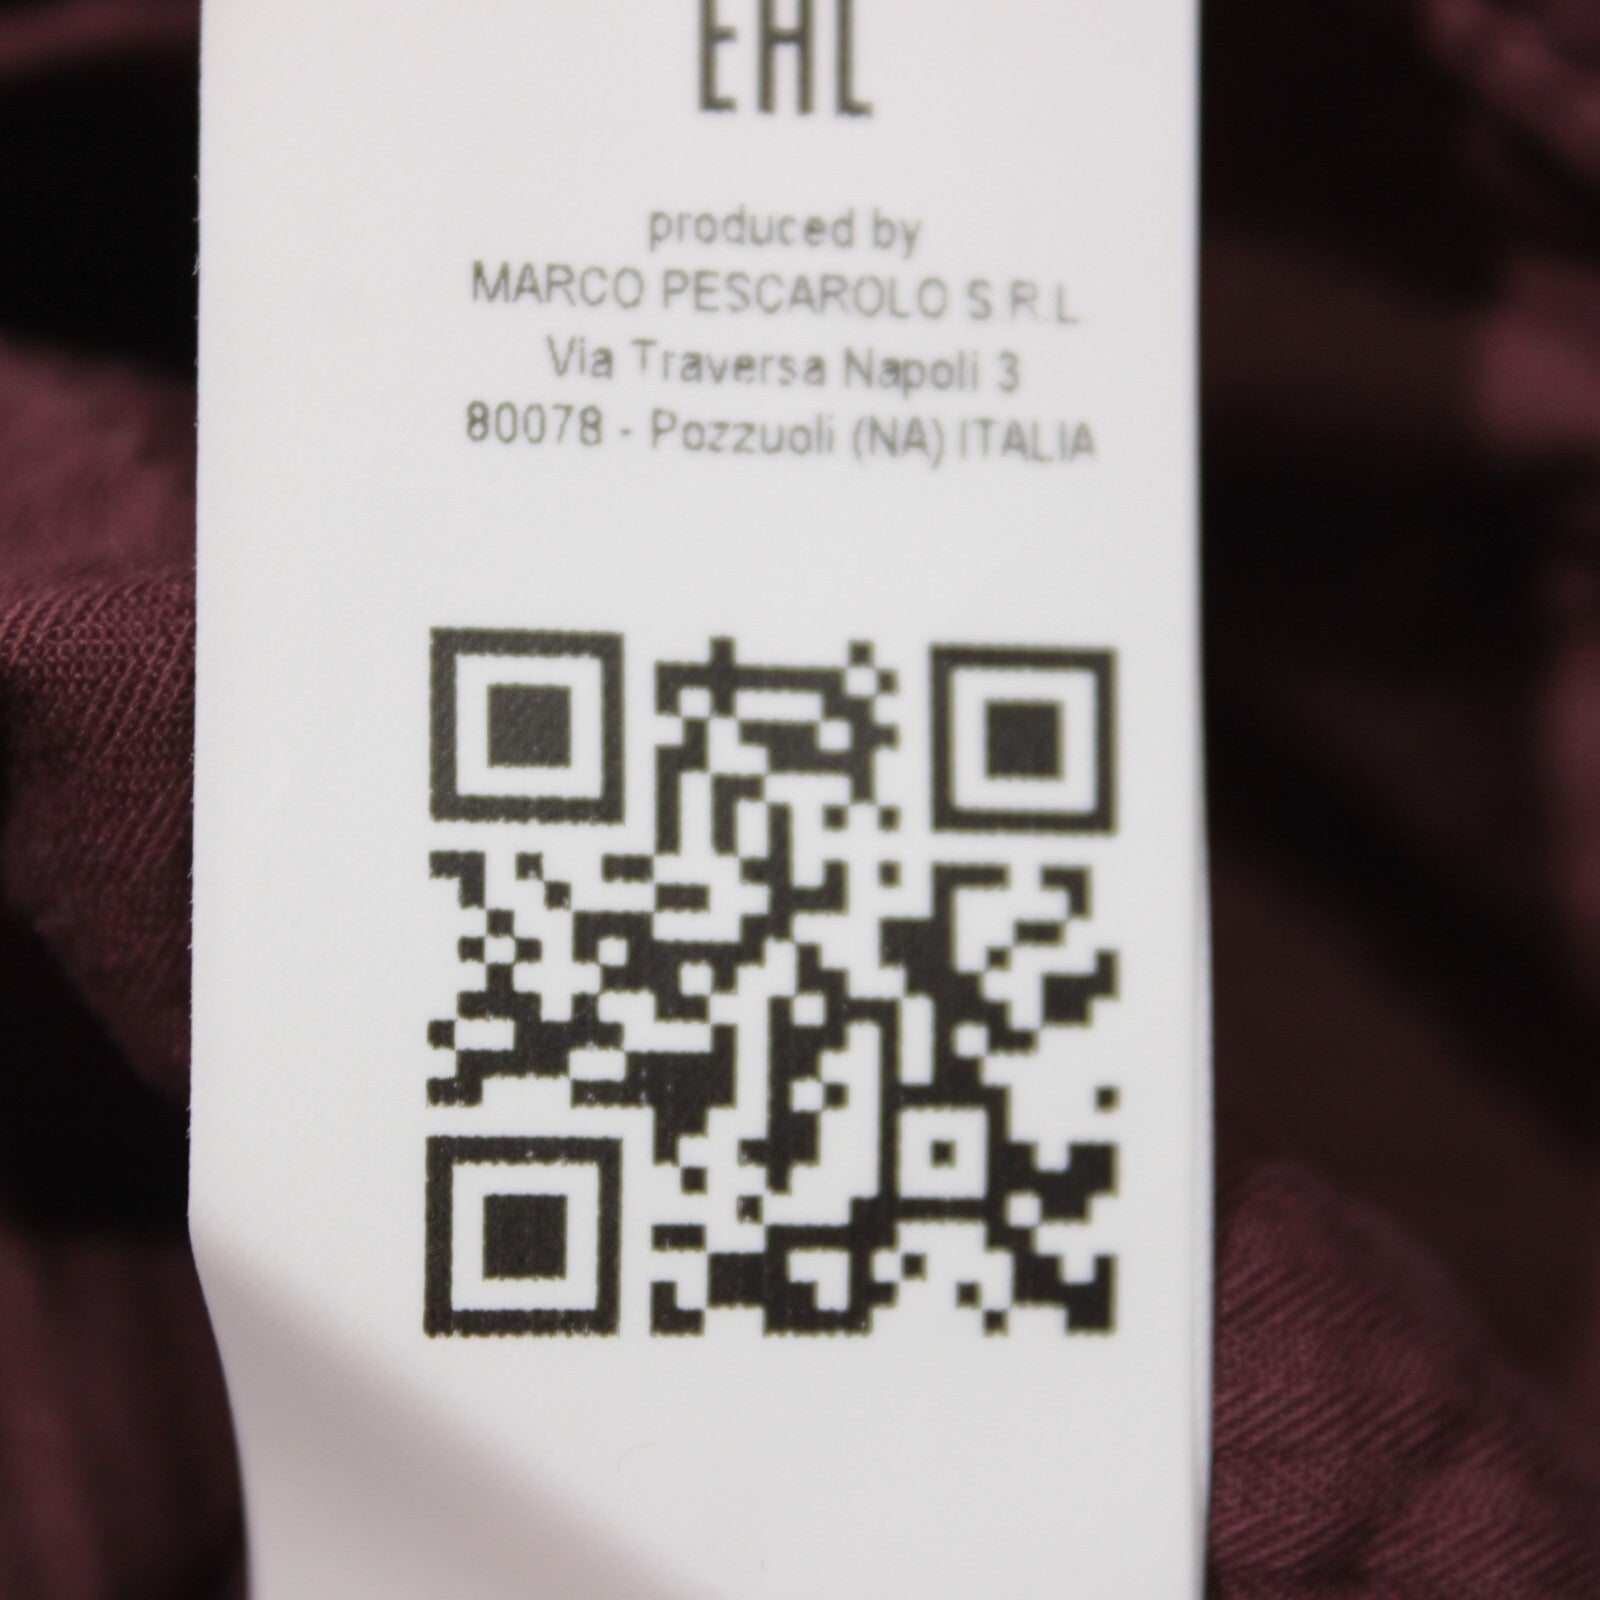 EAC
produced by
MARCO PESCAROLO S.R.L.
Via Traversa Napoli 3
80078 - Pozzuoli (NA) ITALIA